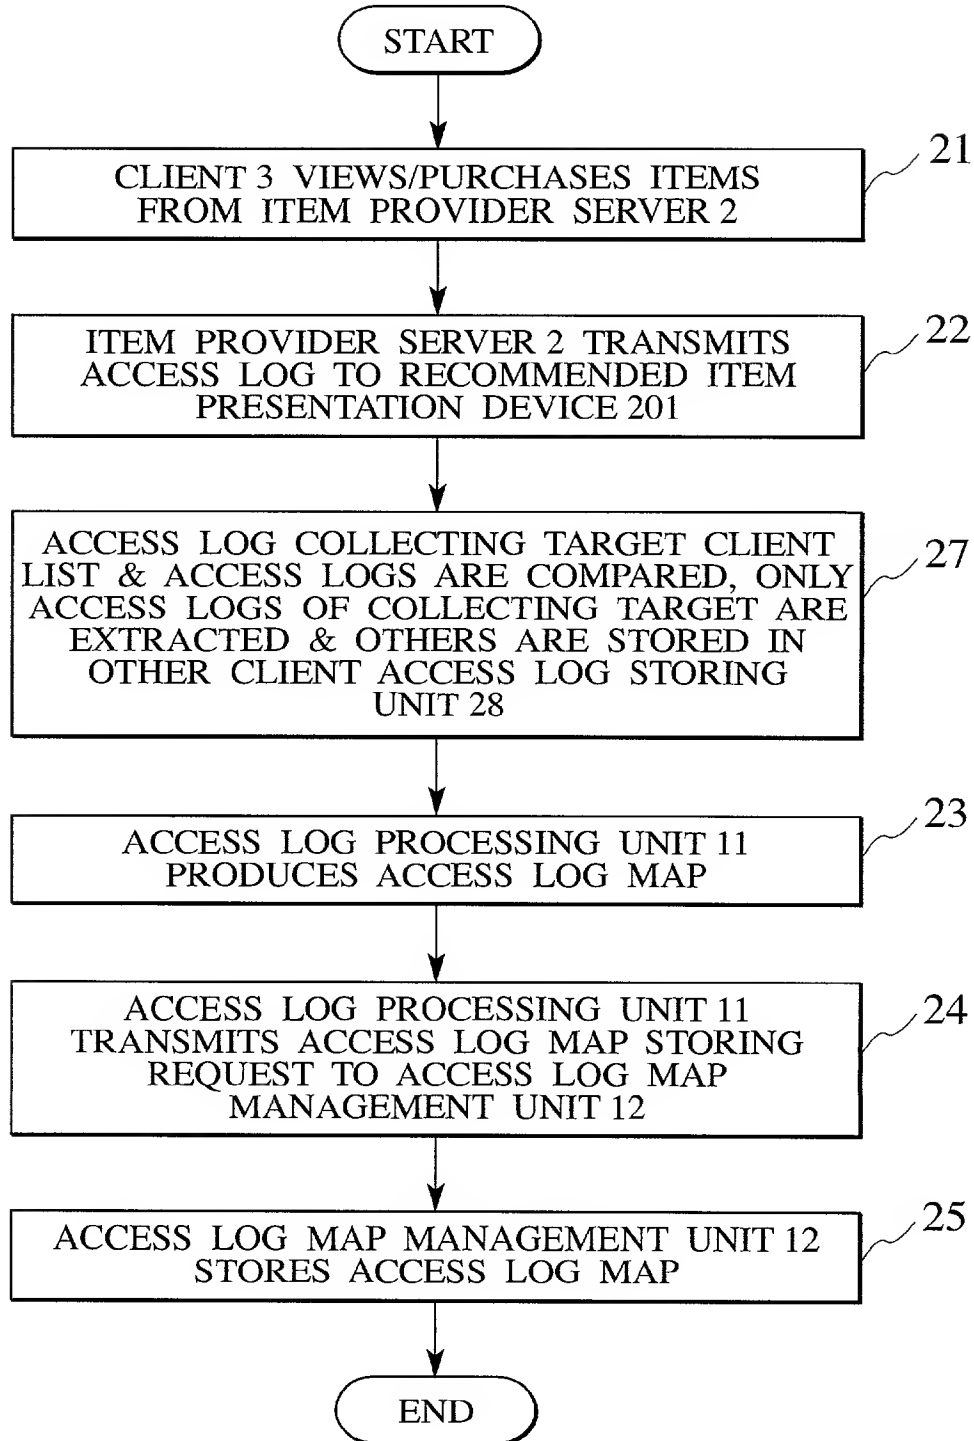 START
CLIENT 3 VIEWS/PURCHASES ITEMS
FROM ITEM PROVIDER SERVER 2
21
ITEM PROVIDER SERVER 2 TRANSMITS
ACCESS LOG TO RECOMMENDED ITEM
PRESENTATION DEVICE 201
22
ACCESS LOG COLLECTING TARGET CLIENT
LIST & ACCESS LOGS ARE COMPARED, ONLY
ACCESS LOGS OF COLLECTING TARGET ARE
EXTRACTED & OTHERS ARE STORED IN
OTHER CLIENT ACCESS LOG STORING
UNIT 28
27
ACCESS LOG PROCESSING UNIT 11
PRODUCES ACCESS LOG MAP
23
ACCESS LOG PROCESSING UNIT 11
TRANSMITS ACCESS LOG MAP STORING
REQUEST TO ACCESS LOG MAP
MANAGEMENT UNIT 12
24
ACCESS LOG MAP MANAGEMENT UNIT 12
STORES ACCESS LOG MAP
25
END